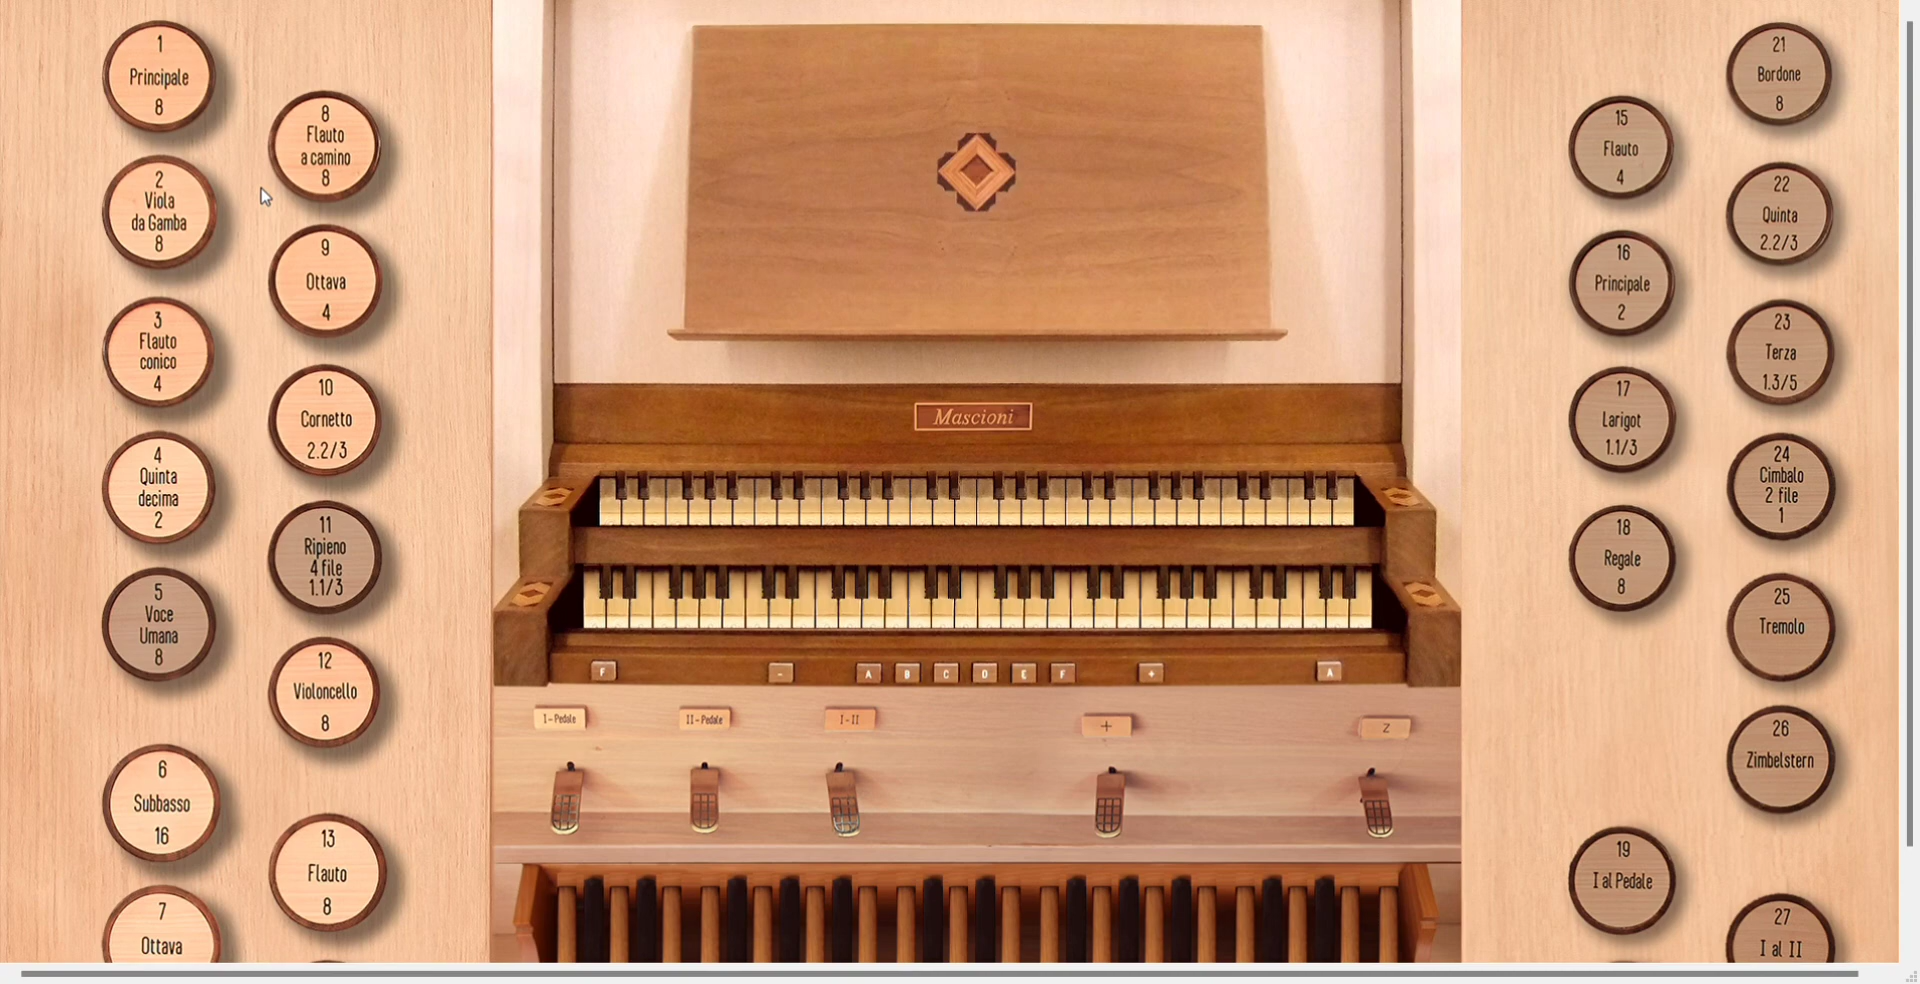 1
Principale
8
2
Viola
da Gamba
8
3
Flauto
conico
4
4
Quinta
decima
2
5
Voce
Umana
8
6
Subbasso
16
7
Ottava
8
Flauto
a camino
8
9
Ottava
4
10
Cornetto
2.2/3
11
Ripieno
4 file
1.1/3
12
Violoncello
8
13
Flauto
8
Mascioni
F - A B C D E F + A
I-Pedale II-Pedale I-II + Z
15
Flauto
4
16
Principale
2
17
Larigot
1.1/3
18
Regale
8
19
I al Pedale
21
Bordone
8
22
Quinta
2.2/3
23
Terza
1.3/5
24
Cimbalo
2 file
1
25
Tremolo
26
Zimbelstern
27
I al II